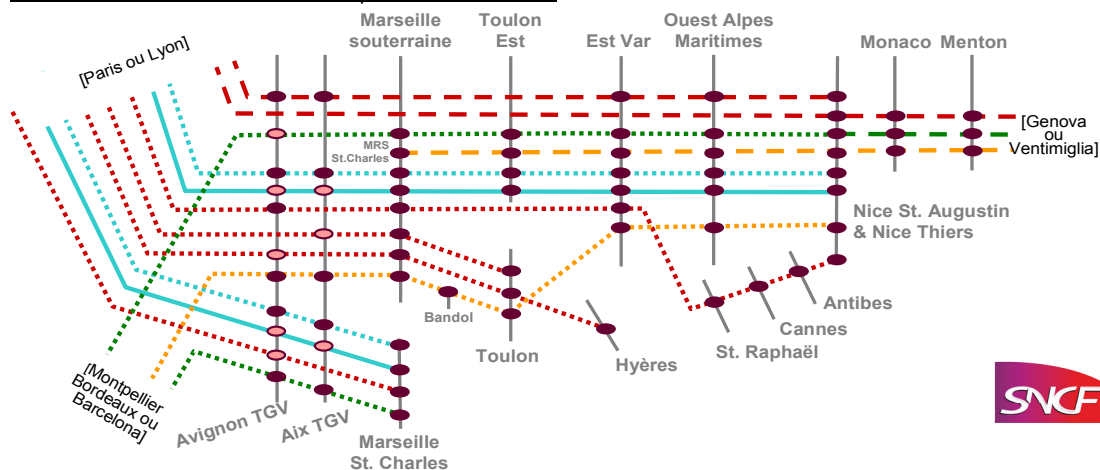 Marseille
souterraine
Toulon
Est
Est Var
Ouest Alpes
Maritimes
Monaco
Menton
[Paris ou Lyon]
MRS
St.Charles
[Genova
ou
Ventimiglia]
Nice St. Augustin
& Nice Thiers
Antibes
Cannes
St. Raphaël
Hyères
Bandol
Toulon
[Montpellier
Bordeaux ou
Barcelona]
Avignon TGV
Aix TGV
Marseille
St. Charles
SNCF